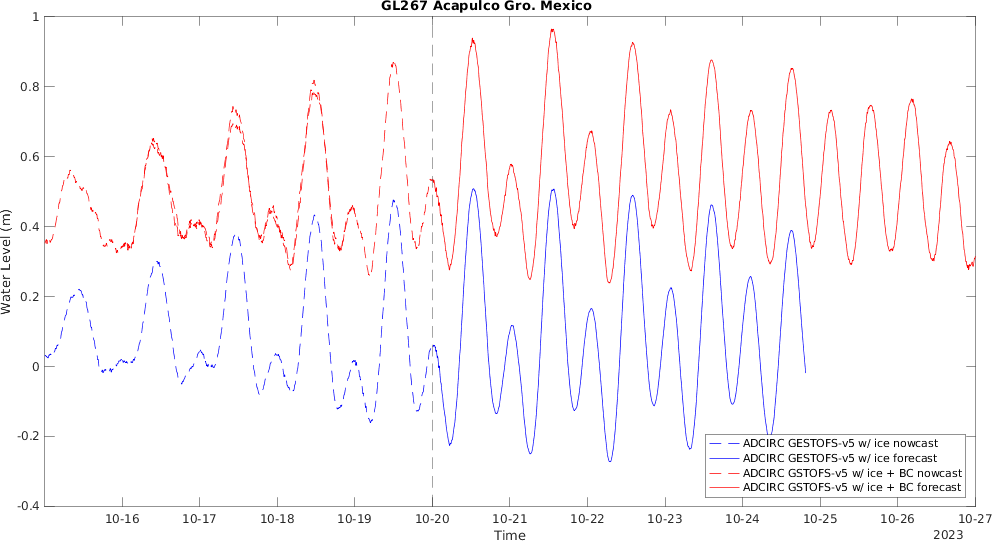 GL267 Acapulco Gro. Mexico
1
0.8
0.6
0.4
0.2
0
-0.2
-0.4
Water Level (m)
ADCIRC GESTOFS-v5 w/ ice nowcast
ADCIRC GESTOFS-v5 w/ ice forecast
ADCIRC GSTOFS-v5 w/ ice + BC nowcast
ADCIRC GSTOFS-v5 w/ ice + BC forecast
10-16 10-17 10-18 10-19 10-20 10-21 10-22 10-23 10-24 10-25 10-26 10-27
Time
2023